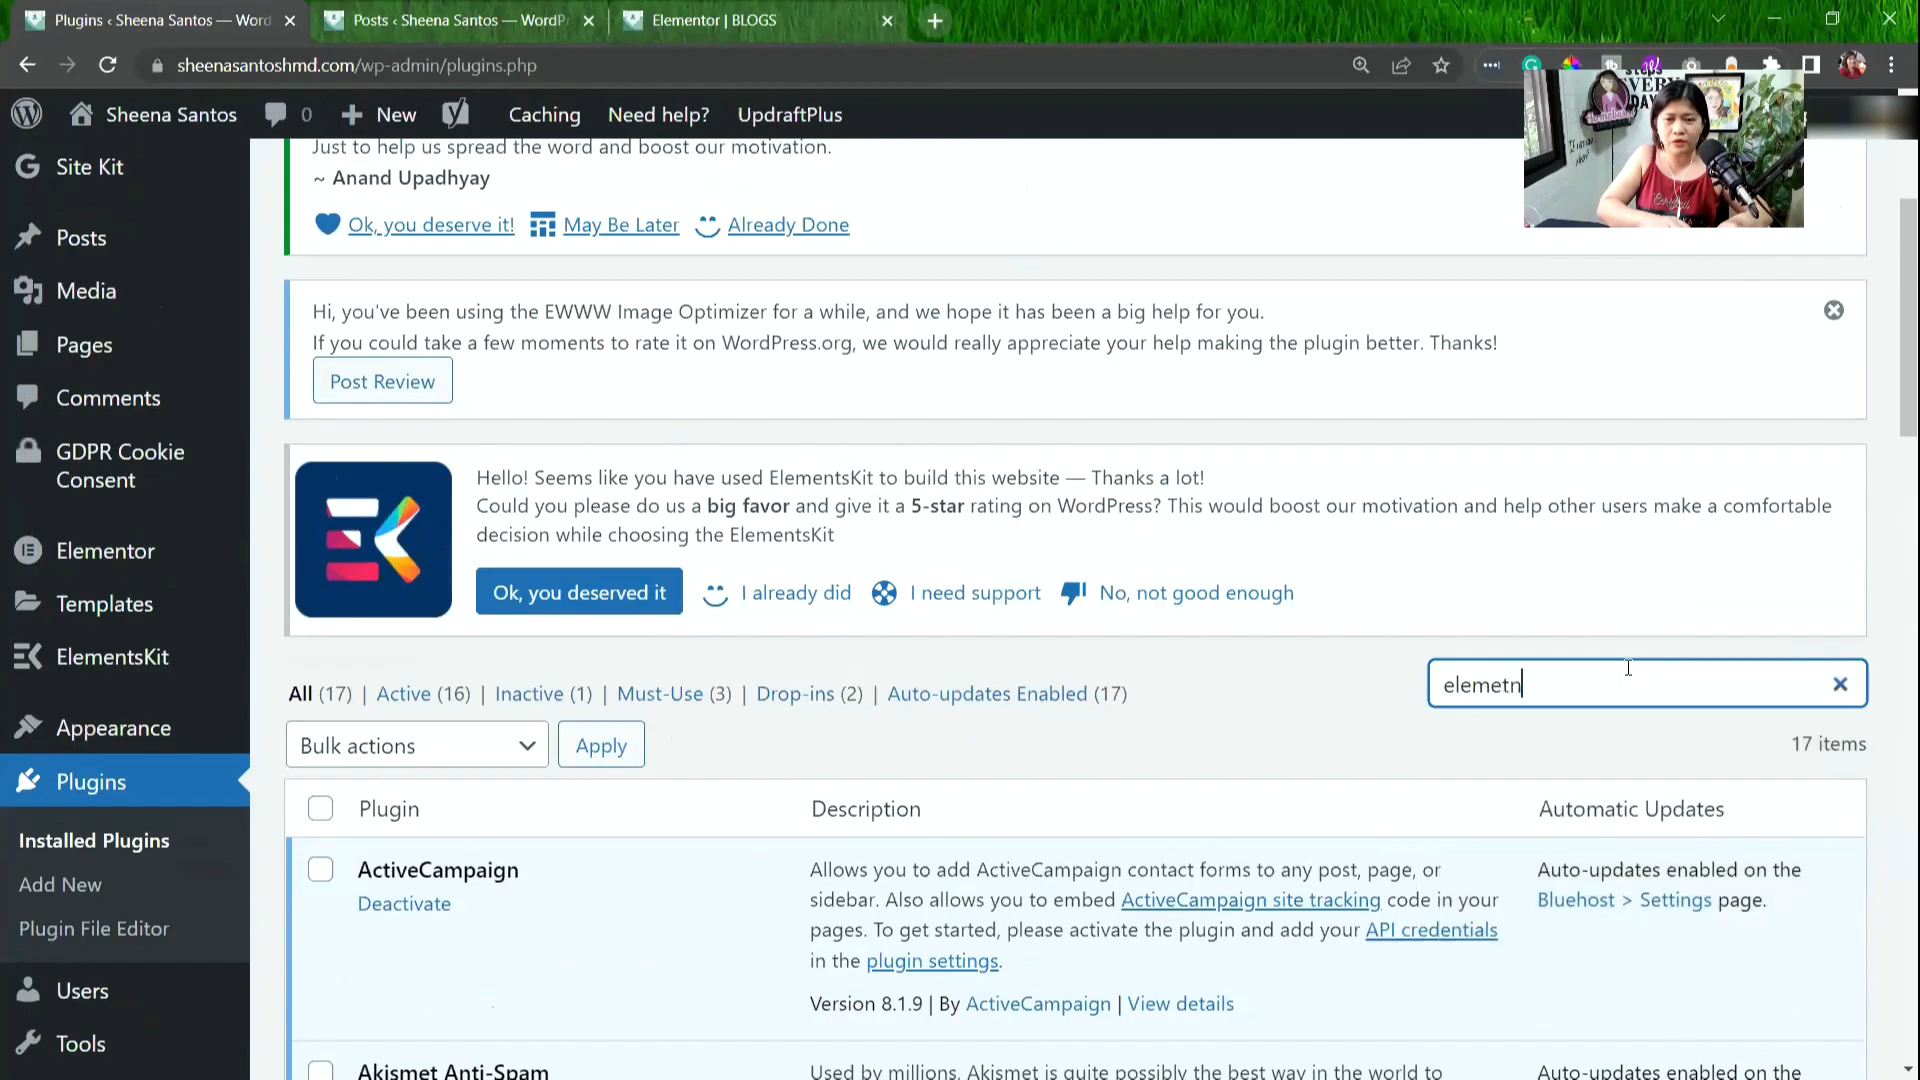 Plugins ‹ Sheena Santos — Word
Posts ‹ Sheena Santos — WordPr
Elementor | BLOGS
sheenasantoshmd.com/wp-admin/plugins.php
Sheena Santos
0
New
Caching
Need help?
UpdraftPlus
Site Kit
Posts
Media
Pages
Comments
GDPR Cookie
Consent
Elementor
Templates
ElementsKit
Appearance
Plugins
Installed Plugins
Add New
Plugin File Editor
Users
Tools
Just to help us spread the word and boost our motivation.
~ Anand Upadhyay
Ok, you deserve it!
May Be Later
Already Done
Hi, you've been using the EWWW Image Optimizer for a while, and we hope it has been a big help for you.
If you could take a few moments to rate it on WordPress.org, we would really appreciate your help making the plugin better. Thanks!
Post Review
Hello! Seems like you have used ElementsKit to build this website — Thanks a lot!
Could you please do us a big favor and give it a 5-star rating on WordPress? This would boost our motivation and help other users make a comfortable
decision while choosing the ElementsKit
Ok, you deserved it
I already did
I need support
No, not good enough
All (17) | Active (16) | Inactive (1) | Must-Use (3) | Drop-ins (2) | Auto-updates Enabled (17)
elemetn
Bulk actions
Apply
17 items
Plugin
Description
Automatic Updates
ActiveCampaign
Deactivate
Allows you to add ActiveCampaign contact forms to any post, page, or
sidebar. Also allows you to embed ActiveCampaign site tracking code in your
pages. To get started, please activate the plugin and add your API credentials
in the plugin settings.
Version 8.1.9 | By ActiveCampaign | View details
Auto-updates enabled on the
Bluehost > Settings page.
Akismet Anti-Spam
Used by millions, Akismet is quite possibly the best way in the world to
Auto-updates enabled on the